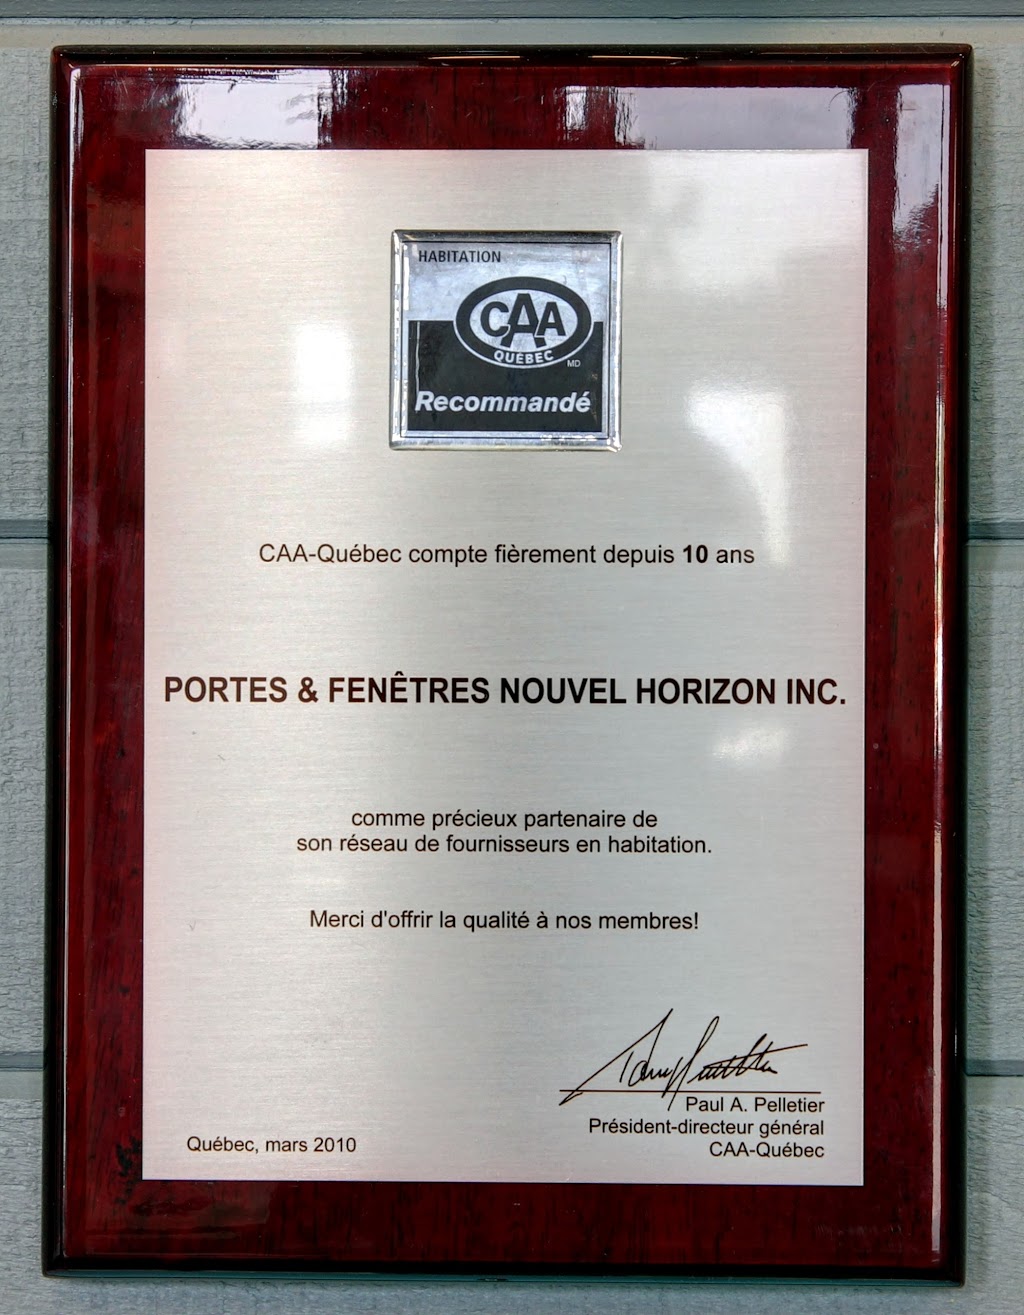 HABITATION
CAA
QUÉBEC
MD
Recommandé
CAA-Québec compte fièrement depuis 10 ans
PORTES & FENÊTRES NOUVEL HORIZON INC.
comme précieux partenaire de
son réseau de fournisseurs en habitation.
Merci d'offrir la qualité à nos membres!
Paul A. Pelletier
Président-directeur général
CAA-Québec
Québec, mars 2010